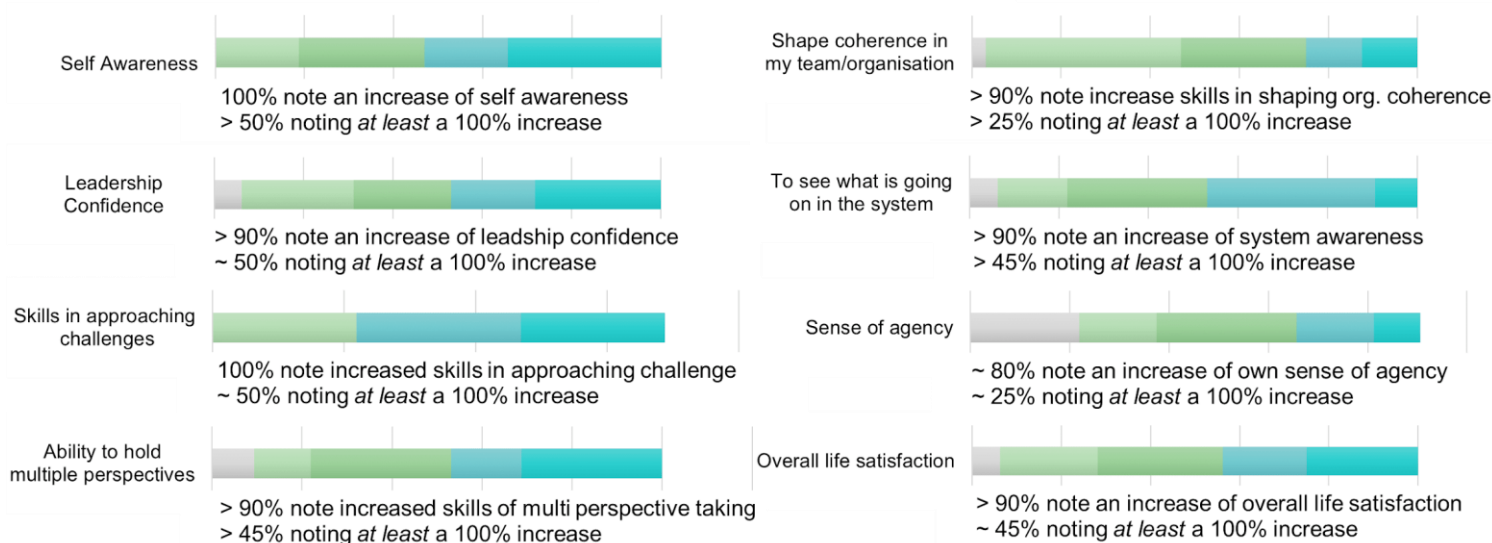 Self Awareness
100% note an increase of self awareness
> 50% noting at least a 100% increase
Leadership
Confidence
> 90% note an increase of leadship confidence
~ 50% noting at least a 100% increase
Skills in approaching
challenges
100% note increased skills in approaching challenge
~ 50% noting at least a 100% increase
Ability to hold
multiple perspectives
> 90% note increased skills of multi perspective taking
> 45% noting at least a 100% increase
Shape coherence in
my team/organisation
> 90% note increase skills in shaping org. coherence
> 25% noting at least a 100% increase
To see what is going
on in the system
> 90% note an increase of system awareness
> 45% noting at least a 100% increase
Sense of agency
~ 80% note an increase of own sense of agency
~ 25% noting at least a 100% increase
Overall life satisfaction
> 90% note an increase of overall life satisfaction
~ 45% noting at least a 100% increase